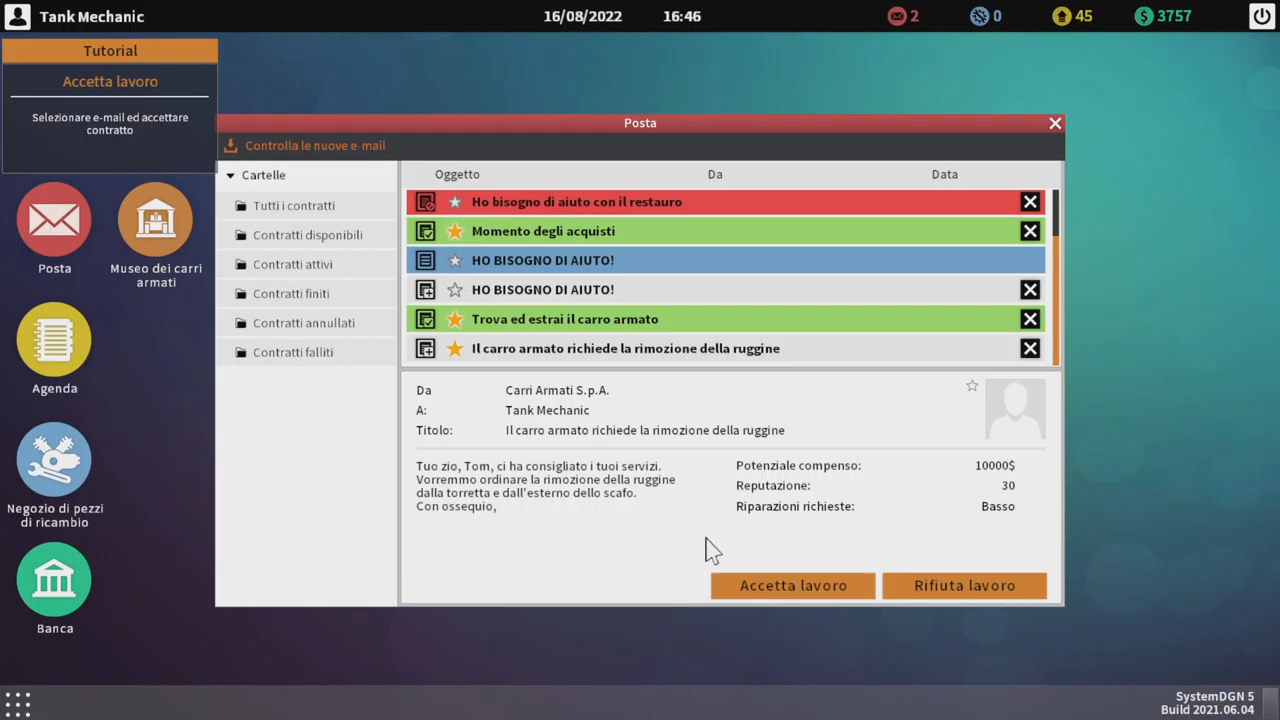 Tank Mechanic
16/08/2022
16:46
2
0
45
$ 3757
Tutorial
Accetta lavoro
Selezionare e-mail ed accettare
contratto
Posta
Museo dei carri
armati
Agenda
Negozio di pezzi
di ricambio
Banca
Posta
Controlla le nuove e-mail
Cartelle
Tutti i contratti
Contratti disponibili
Contratti attivi
Contratti finiti
Contratti annullati
Contratti falliti
Oggetto Da Data
Ho bisogno di aiuto con il restauro
Momento degli acquisti
HO BISOGNO DI AIUTO!
HO BISOGNO DI AIUTO!
Trova ed estrai il carro armato
Il carro armato richiede la rimozione della ruggine
Da Carri Armati S.p.A.
A: Tank Mechanic
Titolo: Il carro armato richiede la rimozione della ruggine
Tuo zio, Tom, ci ha consigliato i tuoi servizi.
Vorremmo ordinare la rimozione della ruggine
dalla torretta e dall'esterno dello scafo.
Con ossequio,
Potenziale compenso: 10000$
Reputazione: 30
Riparazioni richieste: Basso
Accetta lavoro
Rifiuta lavoro
SystemDGN 5
Build 2021.06.04